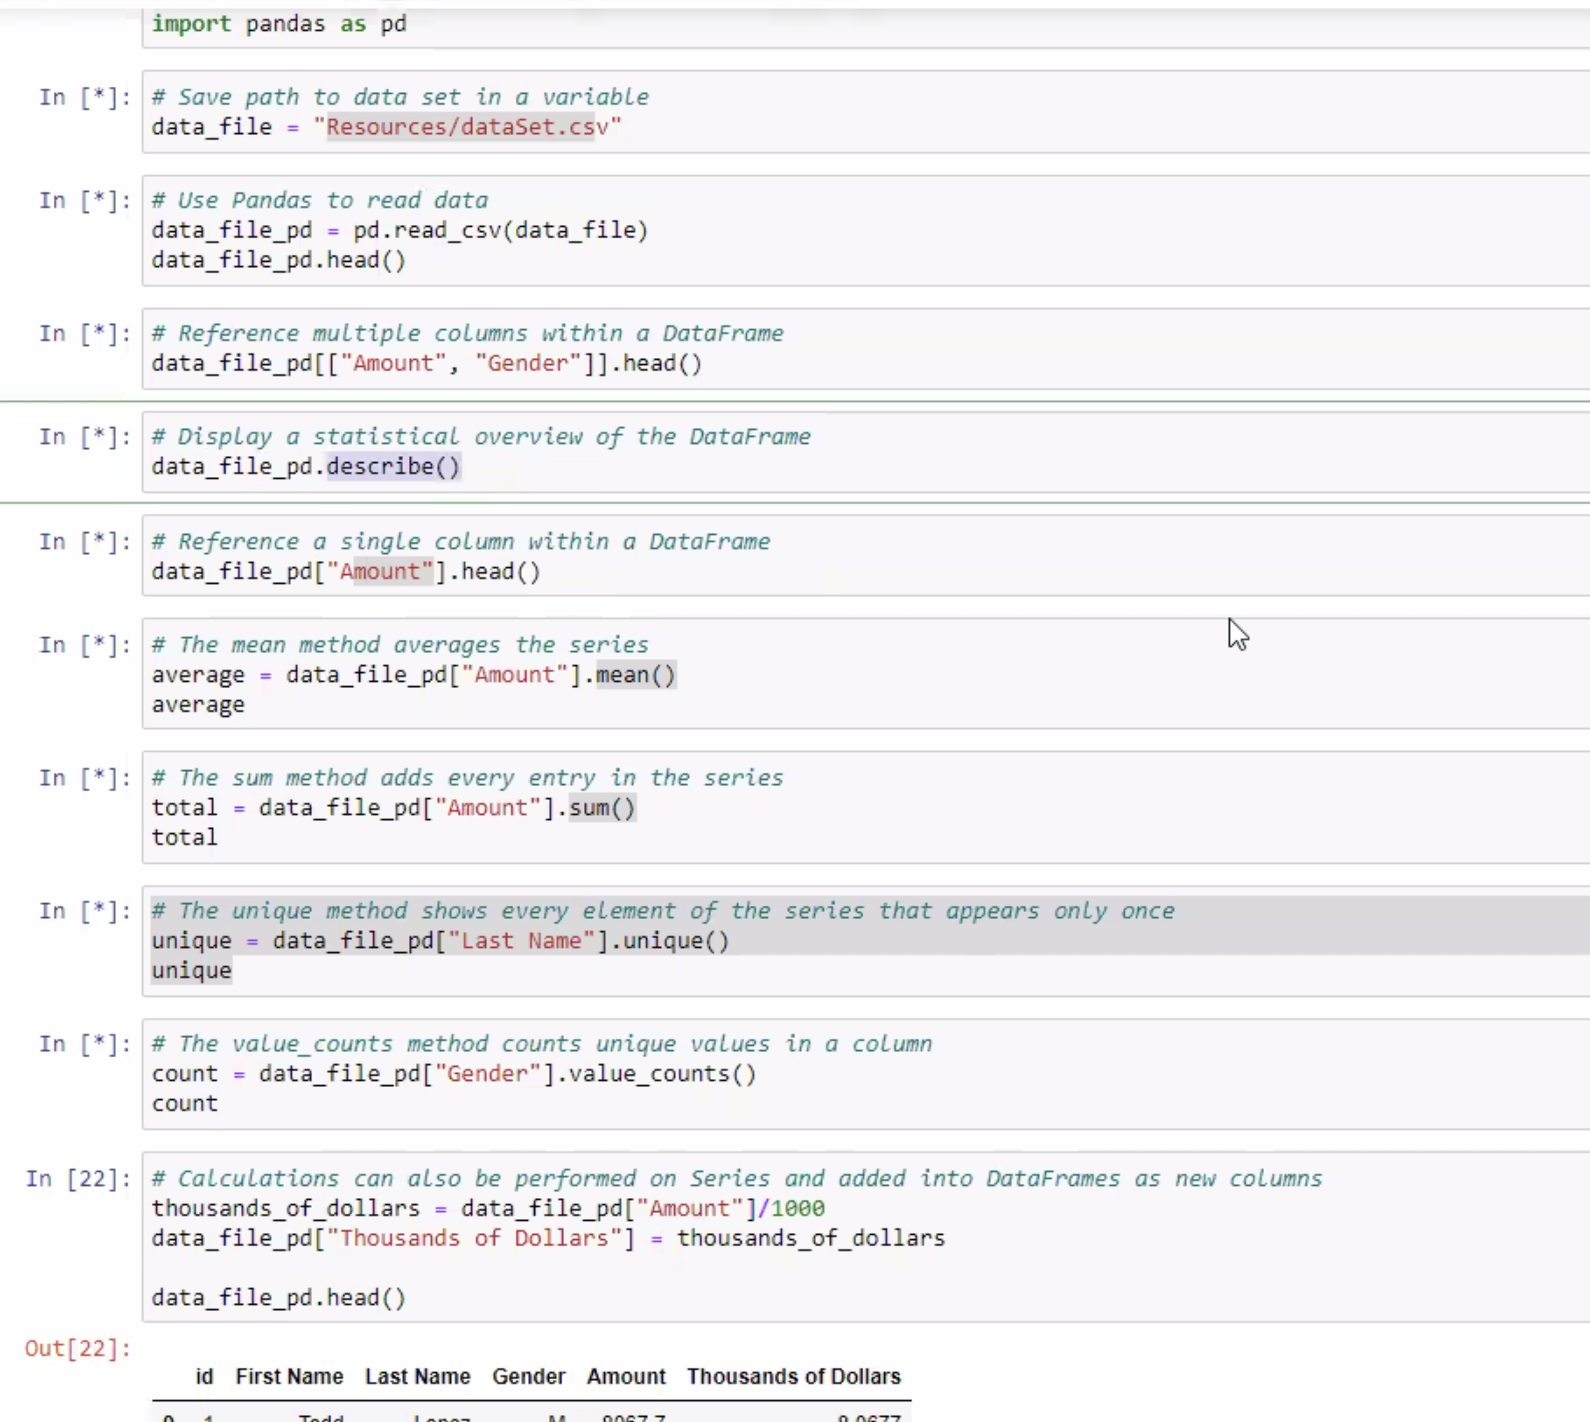 import pandas as pd
In [*]: # Save path to data set in a variable
data_file = "Resources/dataSet.csv"
In [*]: # Use Pandas to read data
data_file_pd = pd.read_csv(data_file)
data_file_pd.head()
In [*]: # Reference multiple columns within a DataFrame
data_file_pd[["Amount", "Gender"]].head()
In [*]: # Display a statistical overview of the DataFrame
data_file_pd.describe()
In [*]: # Reference a single column within a DataFrame
data_file_pd["Amount"].head()
In [*]: # The mean method averages the series
average = data_file_pd["Amount"].mean()
average
In [*]: # The sum method adds every entry in the series
total = data_file_pd["Amount"].sum()
total
In [*]: # The unique method shows every element of the series that appears only once
unique = data_file_pd["Last Name"].unique()
unique
In [*]: # The value_counts method counts unique values in a column
count = data_file_pd["Gender"].value_counts()
count
In [22]: # Calculations can also be performed on Series and added into DataFrames as new columns
thousands_of_dollars = data_file_pd["Amount"]/1000
data_file_pd["Thousands of Dollars"] = thousands_of_dollars
data_file_pd.head()
Out[22]:
id First Name Last Name Gender Amount Thousands of Dollars